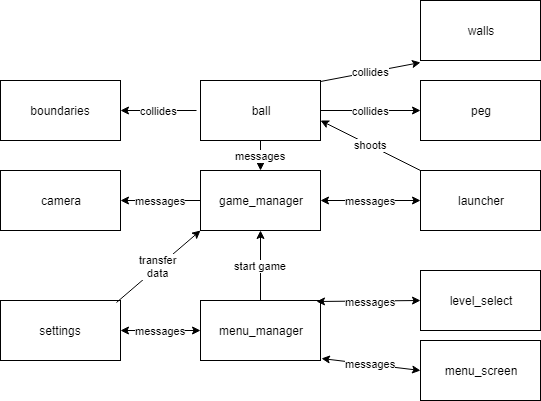 walls
collides
boundaries
collides
ball
collides
peg
shoots
messages
camera
messages
game_manager
messages
launcher
transfer
data
start game
settings
messages
menu_manager
messages
level_select
messages
menu_screen